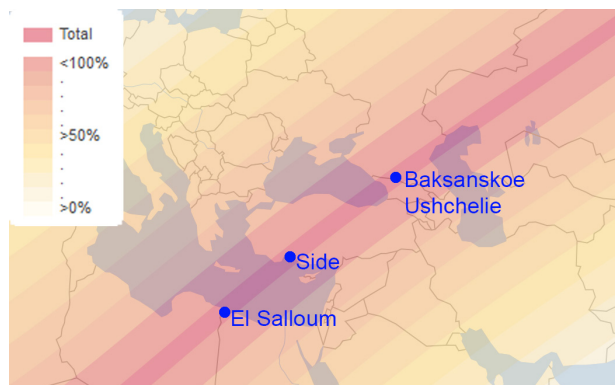 Total
<100%
.
.
>50%
.
.
>0%
Baksanskoe
Ushchelie
Side
El Salloum